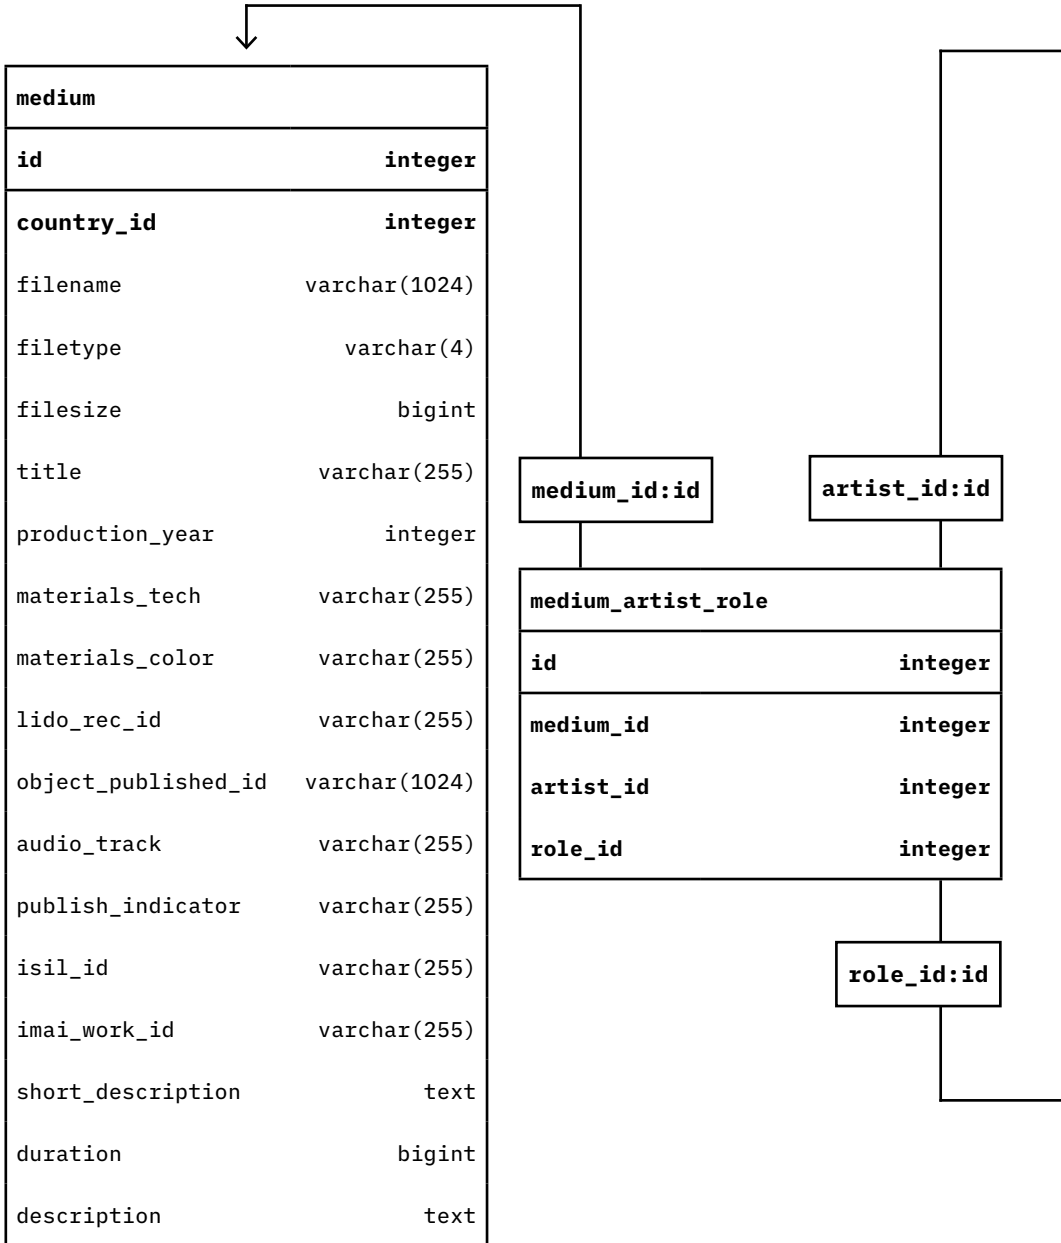 medium
id integer
country_id integer
filename varchar(1024)
filetype varchar(4)
filesize bigint
title varchar(255)
production_year integer
materials_tech varchar(255)
materials_color varchar(255)
lido_rec_id varchar(255)
object_published_id varchar(1024)
audio_track varchar(255)
publish_indicator varchar(255)
isil_id varchar(255)
imai_work_id varchar(255)
short_description text
duration bigint
description text
medium_id:id
artist_id:id
medium_artist_role
id integer
medium_id integer
artist_id integer
role_id integer
role_id:id